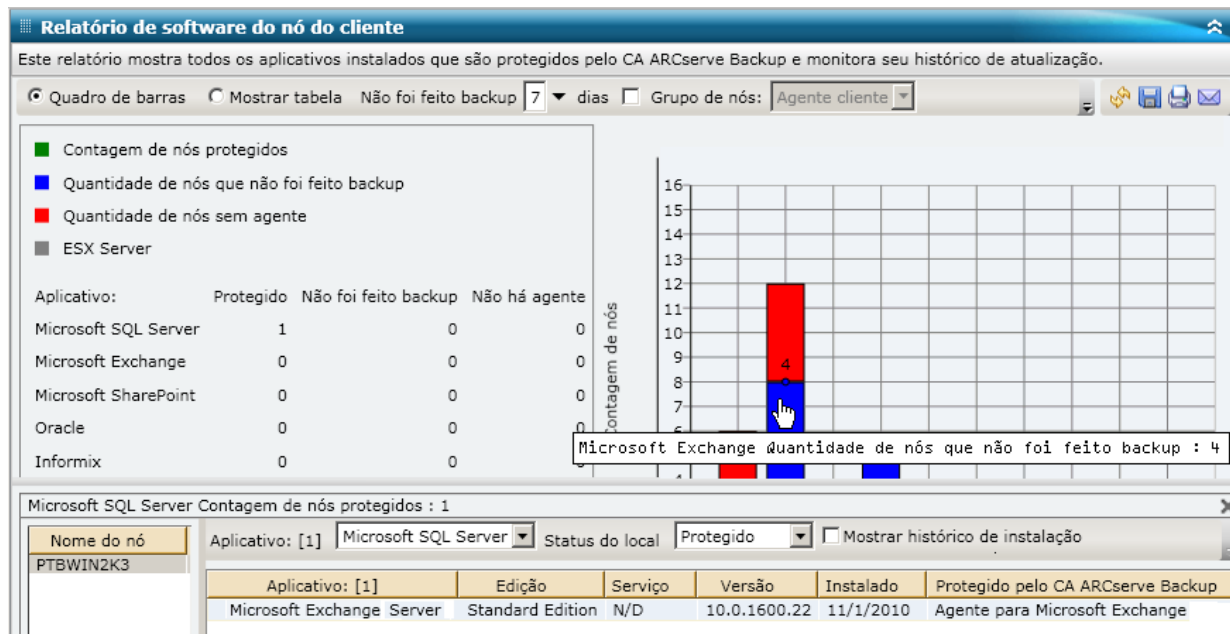 Relatório de software do nó do cliente
Este relatório mostra todos os aplicativos instalados que são protegidos pelo CA ARCserve Backup e monitora seu histórico de atualização.
Quadro de barras Mostrar tabela Não foi feito backup 7 dias Grupo de nós: Agente cliente
Contagem de nós protegidos
Quantidade de nós que não foi feito backup
Quantidade de nós sem agente
ESX Server
Aplicativo: Protegido Não foi feito backup Não há agente
Microsoft SQL Server 1 0 0
Microsoft Exchange 0 0 0
Microsoft SharePoint 0 0 0
Oracle 0 0 0
Informix 0 0
Contagem de nós
16
15
14
13
12
11
10
9
8
7
6
4
4
Microsoft Exchange Quantidade de nós que não foi feito backup : 4
Microsoft SQL Server Contagem de nós protegidos : 1
Nome do nó
PTBWIN2K3
Aplicativo: [1] Microsoft SQL Server Status do local Protegido Mostrar histórico de instalação
Aplicativo: [1] Edição Serviço Versão Instalado Protegido pelo CA ARCserve Backup
Microsoft Exchange Server Standard Edition N/D 10.0.1600.22 11/1/2010 Agente para Microsoft Exchange